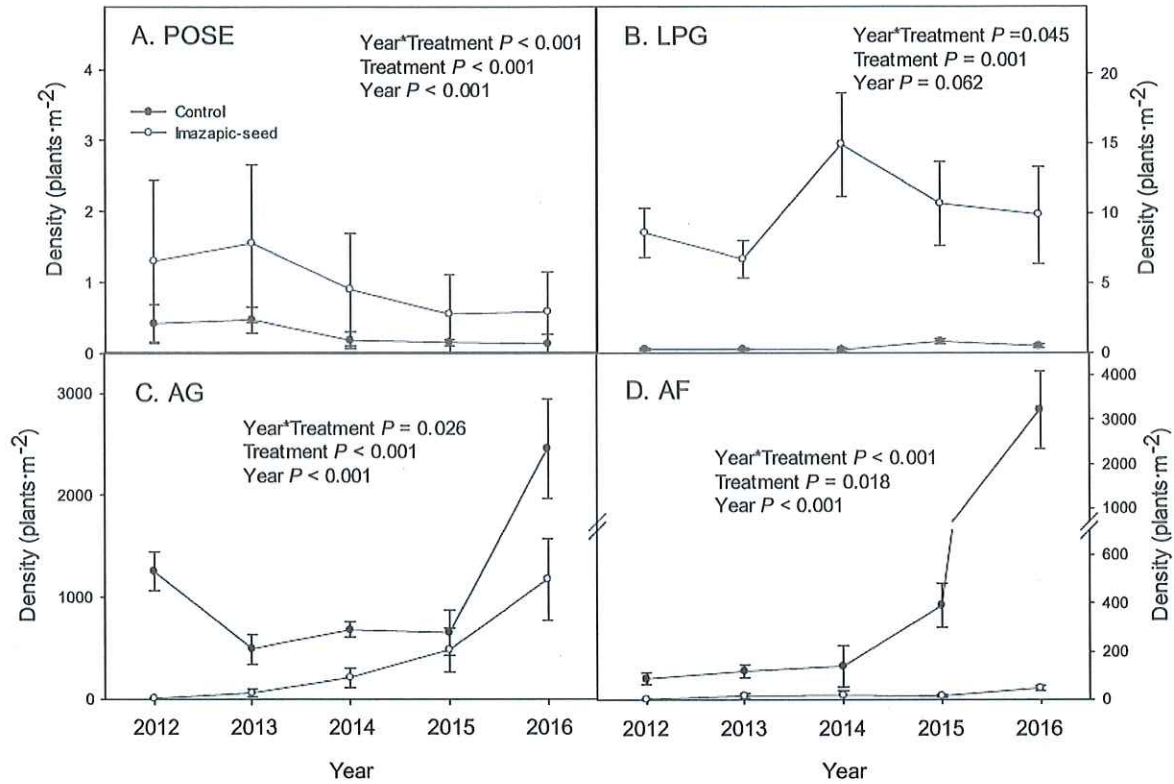 A. POSE
Year*Treatment P < 0.001
Treatment P < 0.001
Year P < 0.001
Control
Imazapic-seed
4
3
2
1
0
Density (plants·m⁻²)
B. LPG
Year*Treatment P =0.045
Treatment P = 0.001
Year P = 0.062
20
15
10
5
0
Density (plants·m⁻²)
C. AG
Year*Treatment P = 0.026
Treatment P < 0.001
Year P < 0.001
3000
2000
1000
0
Density (plants·m⁻²)
2012 2013 2014 2015 2016
Year
D. AF
Year*Treatment P < 0.001
Treatment P = 0.018
Year P < 0.001
4000
3000
2000
1000
600
400
200
0
Density (plants·m⁻²)
2012 2013 2014 2015 2016
Year